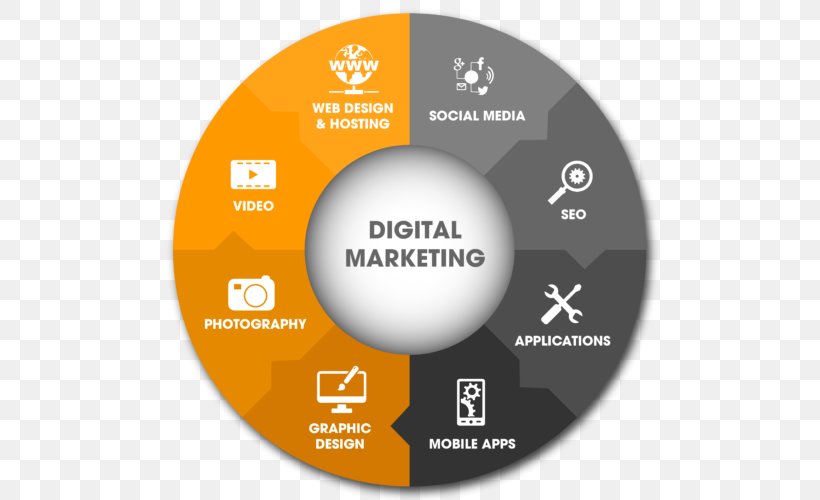 WWW
WEB DESIGN
& HOSTING
g+ f
SOCIAL MEDIA
VIDEO
SEO
DIGITAL
MARKETING
PHOTOGRAPHY
APPLICATIONS
GRAPHIC
DESIGN
MOBILE APPS